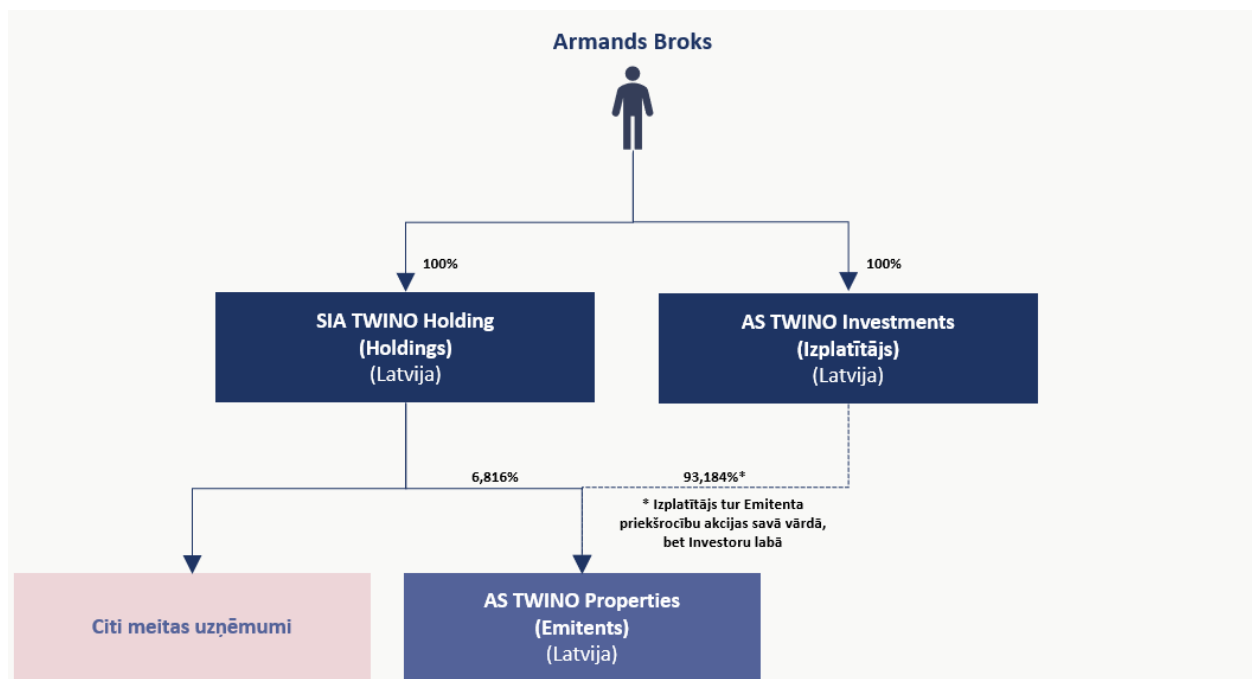 Armands Broks
100%
100%
SIA TWINO Holding
(Holdings)
(Latvija)
AS TWINO Investments
(Izplatītājs)
(Latvija)
6,816%
93,184%*
* Izplatītājs tur Emitenta
priekšrocību akcijas savā vārdā,
bet Investoru labā
Citi meitas uzņēmumi
AS TWINO Properties
(Emitents)
(Latvija)